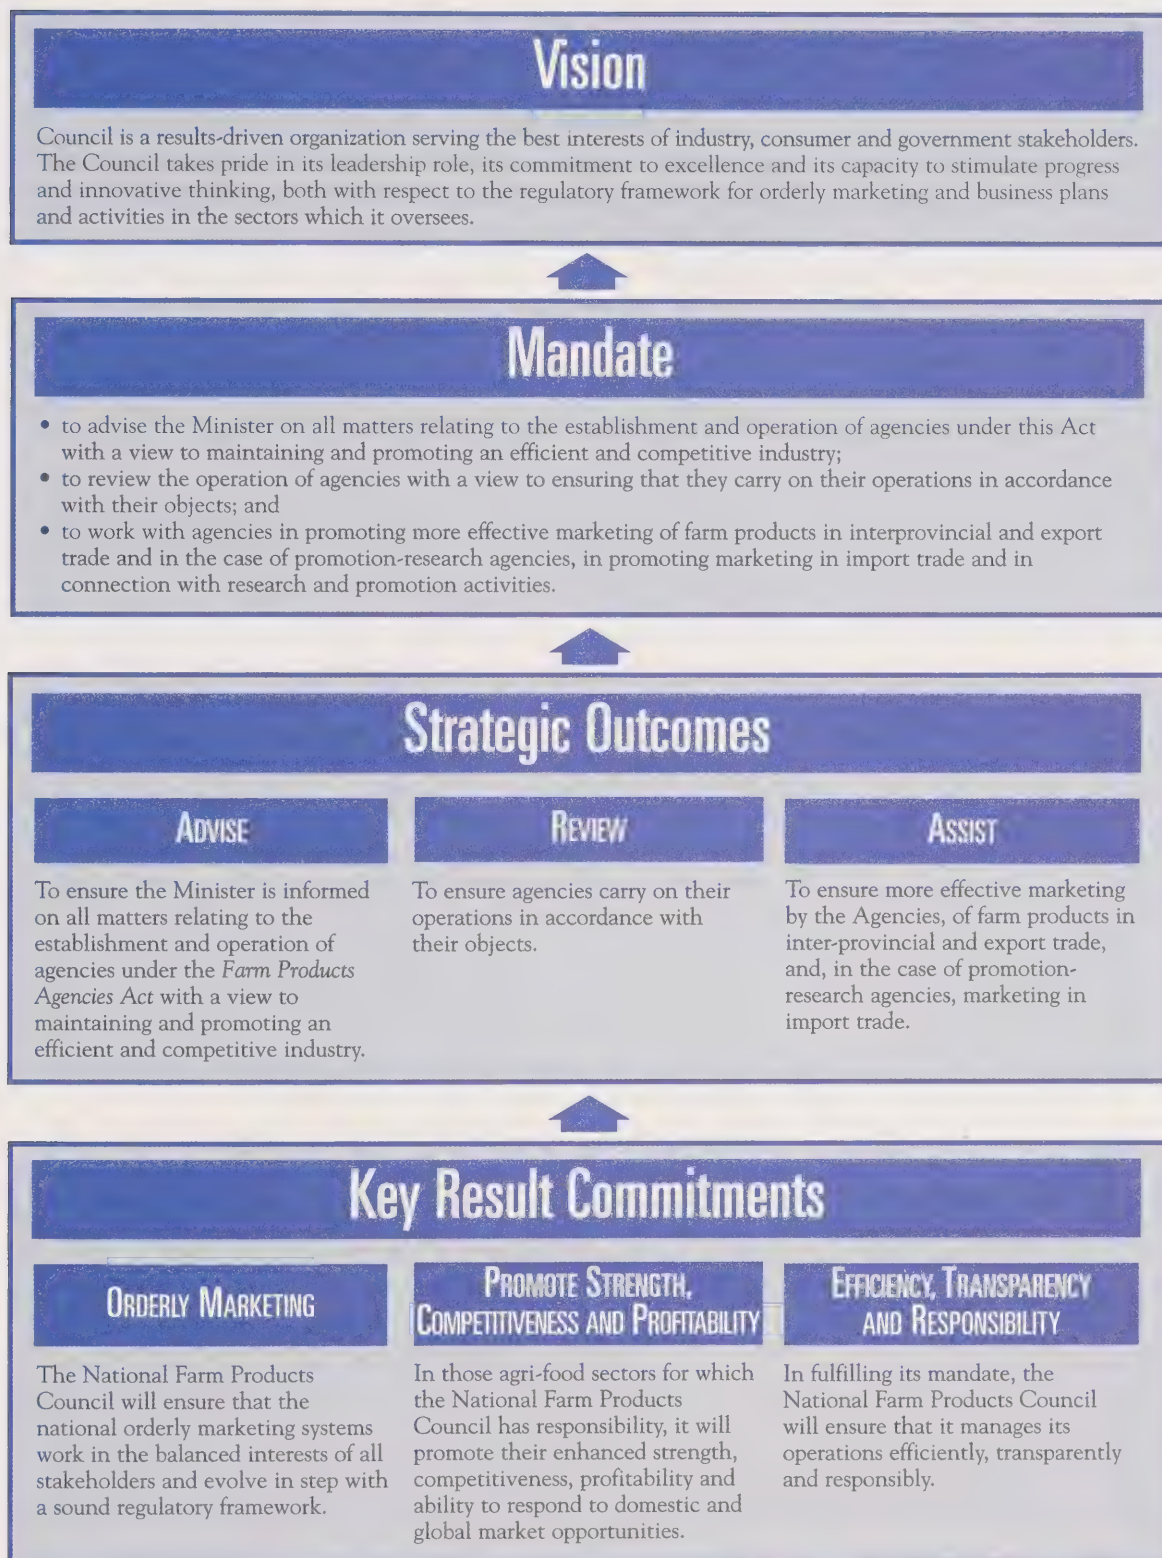 Vision
Council is a results-driven organization serving the best interests of industry, consumer and government stakeholders.
The Council takes pride in its leadership role, its commitment to excellence and its capacity to stimulate progress
and innovative thinking, both with respect to the regulatory framework for orderly marketing and business plans
and activities in the sectors which it oversees.
Mandate
• to advise the Minister on all matters relating to the establishment and operation of agencies under this Act
with a view to maintaining and promoting an efficient and competitive industry;
• to review the operation of agencies with a view to ensuring that they carry on their operations in accordance
with their objects; and
• to work with agencies in promoting more effective marketing of farm products in interprovincial and export
trade and in the case of promotion-research agencies, in promoting marketing in import trade and in
connection with research and promotion activities.
Strategic Outcomes
ADVISE
To ensure the Minister is informed
on all matters relating to the
establishment and operation of
agencies under the Farm Products
Agencies Act with a view to
maintaining and promoting an
efficient and competitive industry.
REVIEW
To ensure agencies carry on their
operations in accordance with
their objects.
ASSIST
To ensure more effective marketing
by the Agencies, of farm products in
inter-provincial and export trade,
and, in the case of promotion-
research agencies, marketing in
import trade.
Key Result Commitments
ORDERLY MARKETING
The National Farm Products
Council will ensure that the
national orderly marketing systems
work in the balanced interests of all
stakeholders and evolve in step with
a sound regulatory framework.
PROMOTE STRENGTH,
COMPETITIVENESS AND PROFITABILITY
In those agri-food sectors for which
the National Farm Products
Council has responsibility, it will
promote their enhanced strength,
competitiveness, profitability and
ability to respond to domestic and
global market opportunities.
EFFICIENCY, TRANSPARENCY
AND RESPONSIBILITY
In fulfilling its mandate, the
National Farm Products Council
will ensure that it manages its
operations efficiently, transparently
and responsibly.